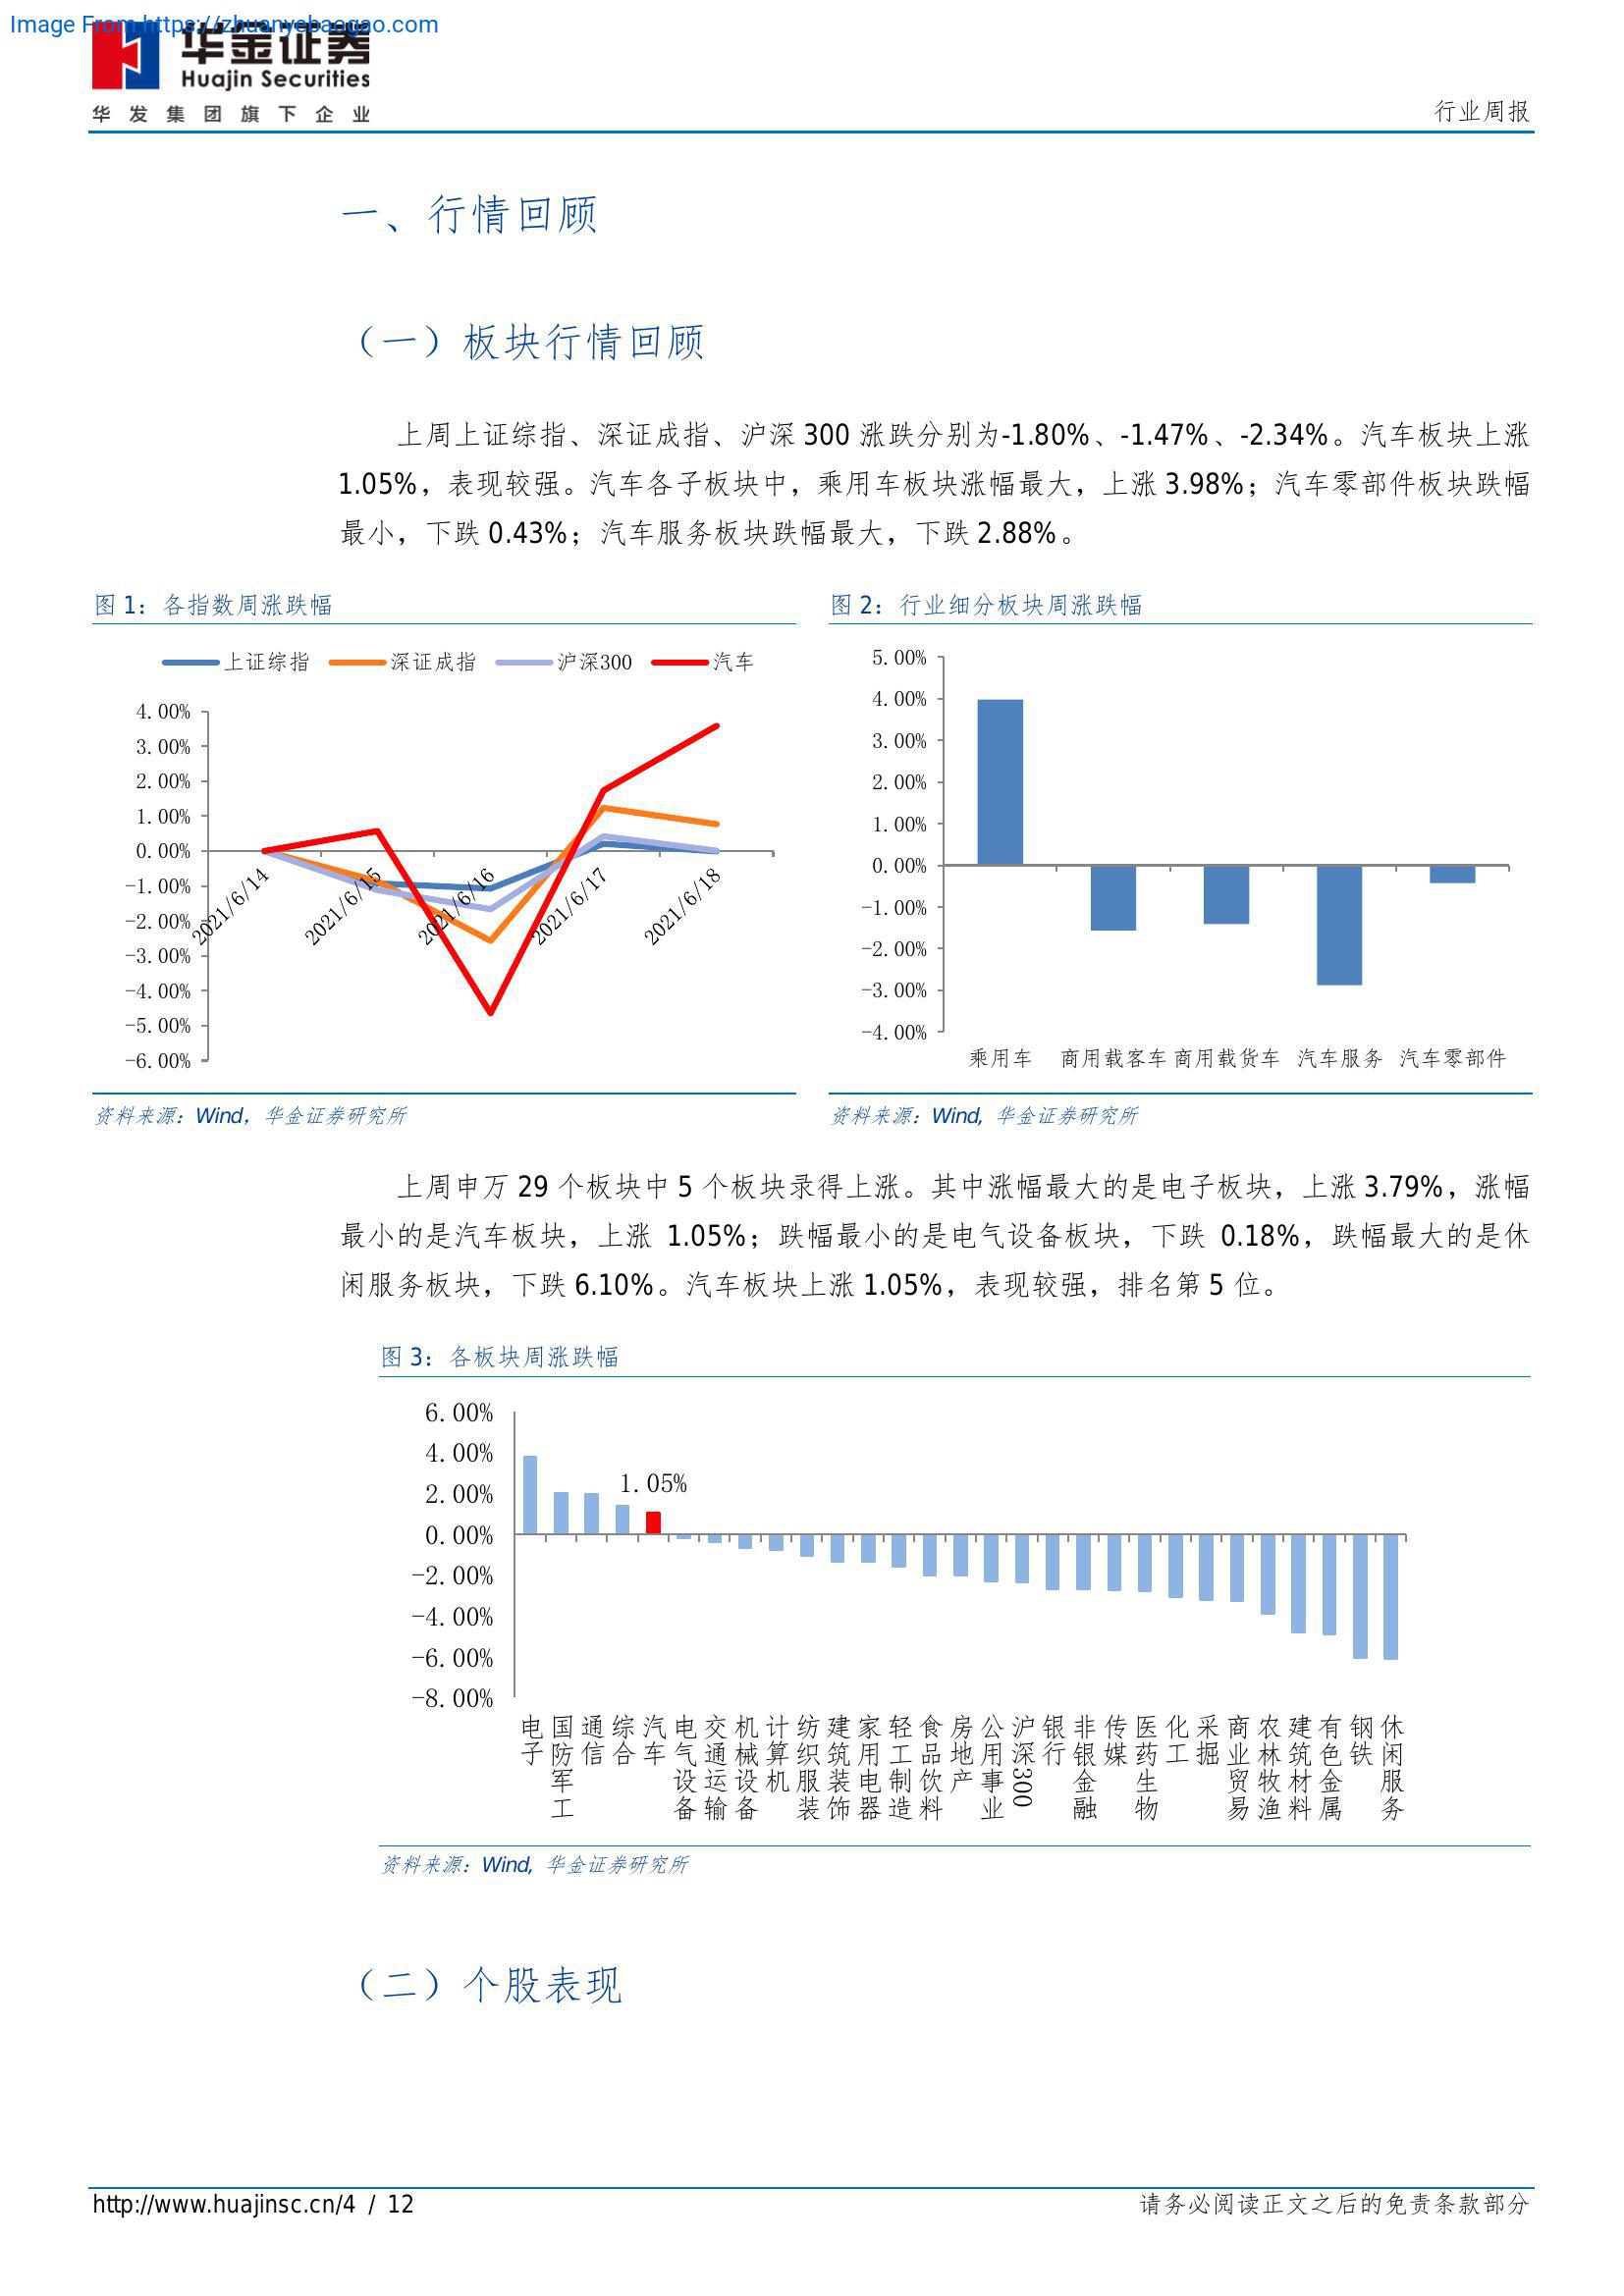 Image From https://zhuanyebaogao.com
华金证券
Huajin Securities
华发集团旗下企业
行业周报
一、行情回顾
（一）板块行情回顾
上周上证综指、深证成指、沪深 300 涨跌分别为-1.80%、-1.47%、-2.34%。汽车板块上涨
1.05%，表现较强。汽车各子板块中，乘用车板块涨幅最大，上涨 3.98%；汽车零部件板块跌幅
最小，下跌 0.43%；汽车服务板块跌幅最大，下跌 2.88%。
图 1：各指数周涨跌幅
上证综指 深证成指 沪深300 汽车
4.00%
3.00%
2.00%
1.00%
0.00%
-1.00%
-2.00%
-3.00%
-4.00%
-5.00%
-6.00%
2021/6/14 2021/6/15 2021/6/16 2021/6/17 2021/6/18
资料来源：Wind，华金证券研究所
图 2：行业细分板块周涨跌幅
5.00%
4.00%
3.00%
2.00%
1.00%
0.00%
-1.00%
-2.00%
-3.00%
-4.00%
乘用车 商用载客车 商用载货车 汽车服务 汽车零部件
资料来源：Wind, 华金证券研究所
上周申万 29 个板块中 5 个板块录得上涨。其中涨幅最大的是电子板块，上涨 3.79%，涨幅
最小的是汽车板块，上涨 1.05%；跌幅最小的是电气设备板块，下跌 0.18%，跌幅最大的是休
闲服务板块，下跌 6.10%。汽车板块上涨 1.05%，表现较强，排名第 5 位。
图 3：各板块周涨跌幅
6.00%
4.00%
2.00%
0.00%
-2.00%
-4.00%
-6.00%
-8.00%
1.05%
电子 国防军工 通信 综合 汽车 电气设备 交通运输 机械设备 计算机 纺织服装 建筑装饰 家用电器 轻工制造 食品饮料 房地产 公用事业 沪深300 银行 非银金融 传媒 医药生物 化工 采掘 商业贸易 农林牧渔 建筑材料 有色金属 钢铁 休闲服务
资料来源：Wind, 华金证券研究所
（二）个股表现
http://www.huajinsc.cn/4 / 12
请务必阅读正文之后的免责条款部分